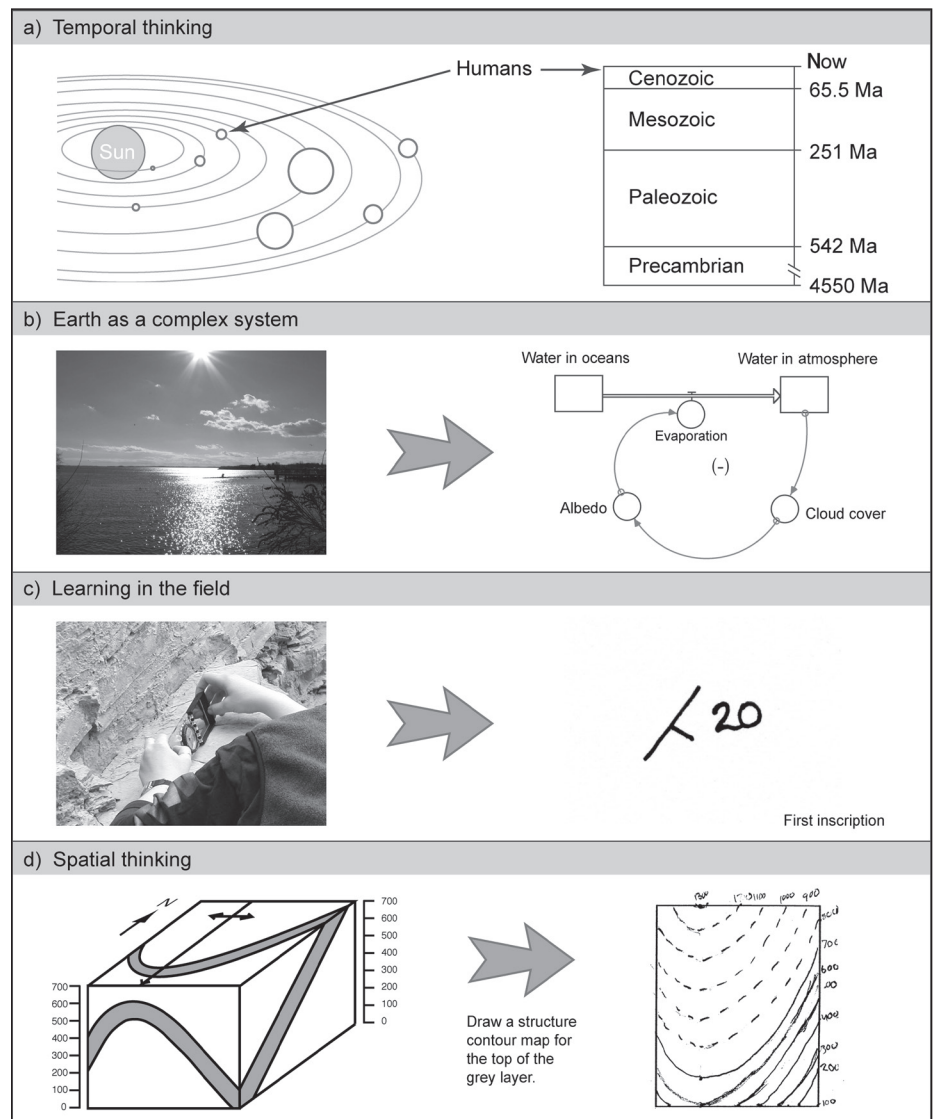 a) Temporal thinking
Humans
Sun
Now
Cenozoic
65.5 Ma
Mesozoic
251 Ma
Paleozoic
542 Ma
Precambrian
4550 Ma
b) Earth as a complex system
Water in oceans
Water in atmosphere
Evaporation
(-)
Albedo
Cloud cover
c) Learning in the field
20
First inscription
d) Spatial thinking
N
700
600
500
400
300
200
100
0
700
600
500
400
300
200
100
0
Draw a structure
contour map for
the top of the
grey layer.
1300
1100
1000
900
700
600
400
300
200
100